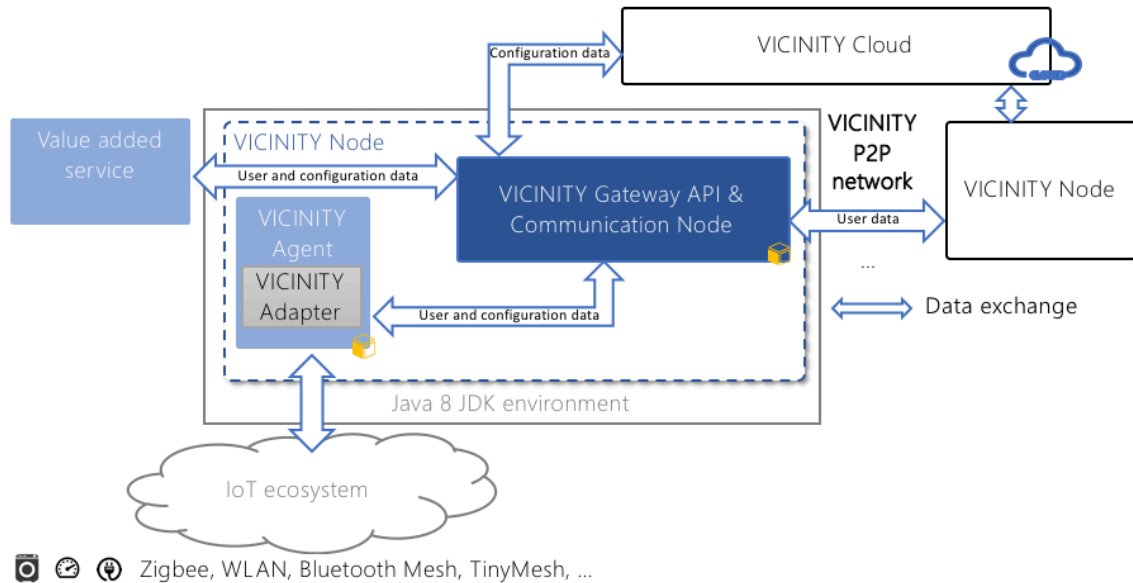 VICINITY Cloud
Configuration data
Value added
service
VICINITY Node
User and configuration data
VICINITY Gateway API &
Communication Node
VICINITY
P2P
network
VICINITY Node
User data
...
VICINITY
Agent
VICINITY
Adapter
User and configuration data
Data exchange
Java 8 JDK environment
IoT ecosystem
Zigbee, WLAN, Bluetooth Mesh, TinyMesh, ...